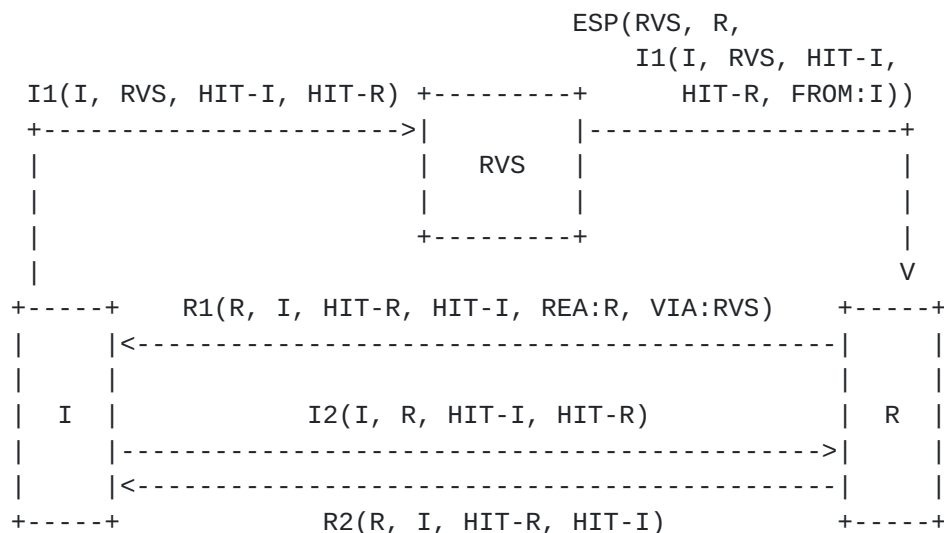 ESP(RVS, R,
I1(I, RVS, HIT-I,
I1(I, RVS, HIT-I, HIT-R)
HIT-R, FROM:I))
RVS
R1(R, I, HIT-R, HIT-I, REA:R, VIA:RVS)
I
I2(I, R, HIT-I, HIT-R)
R
R2(R, I, HIT-R, HIT-I)